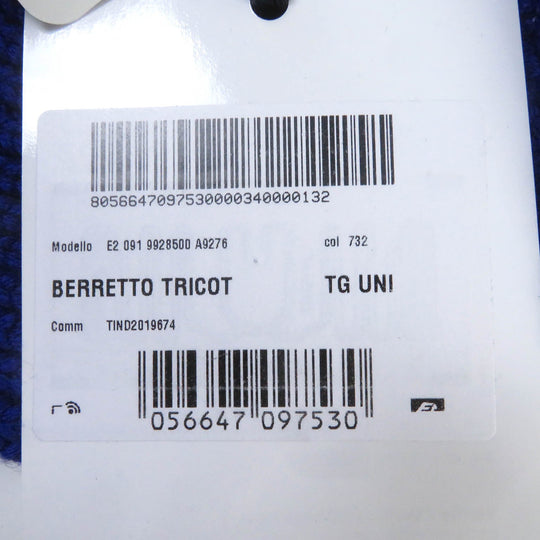 8056647097530000340000132
Modello E2 091 9928500 A9276 col 732
BERRETTO TRICOT TG UNI
Comm TIND2019674
056647 097530